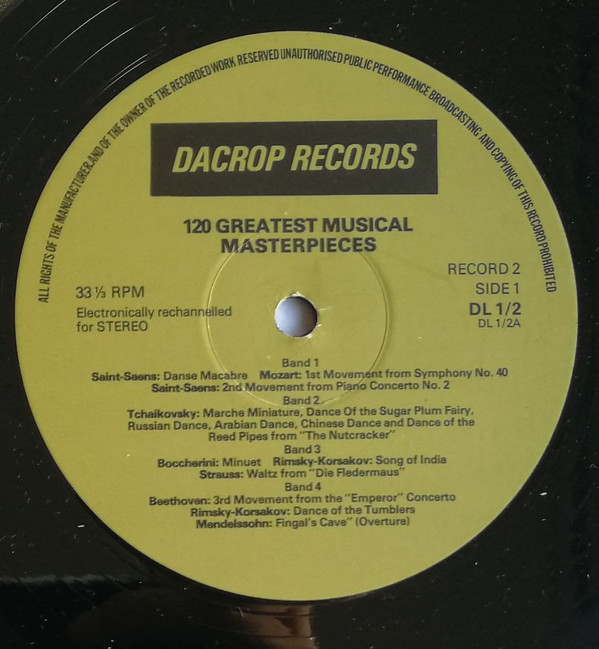 ALL RIGHTS OF THE MANUFACTURER AND OF THE OWNER OF THE RECORDED WORK RESERVED UNAUTHORISED PUBLIC PERFORMANCE BROADCASTING AND COPYING OF THIS RECORD PROHIBITED
DACROP RECORDS
120 GREATEST MUSICAL
MASTERPIECES
33 ⅓ RPM
Electronically rechannelled
for STEREO
RECORD 2
SIDE 1
DL 1/2
DL 1/2A
Band 1
Saint-Saens: Danse Macabre Mozart: 1st Movement from Symphony No. 40
Saint-Saens: 2nd Movement from Piano Concerto No. 2
Band 2
Tchaikovsky: Marche Miniature, Dance Of the Sugar Plum Fairy,
Russian Dance, Arabian Dance, Chinese Dance and Dance of the
Reed Pipes from "The Nutcracker"
Band 3
Boccherini: Minuet Rimsky-Korsakov: Song of India
Strauss: Waltz from "Die Fledermaus"
Band 4
Beethoven: 3rd Movement from the "Emperor" Concerto
Rimsky-Korsakov: Dance of the Tumblers
Mendelssohn: Fingal's Cave" (Overture)